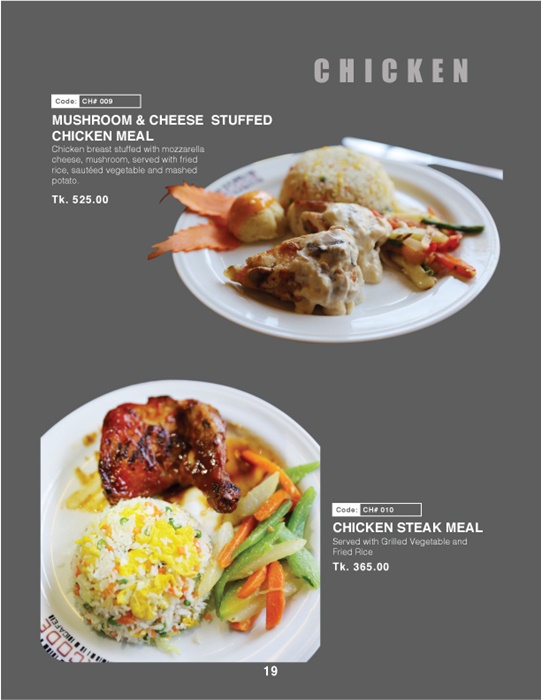 CHICKEN
Code: CH# 009
MUSHROOM & CHEESE STUFFED
CHICKEN MEAL
Chicken breast stuffed with mozzarella
cheese, mushroom, served with fried
rice, sautéed vegetable and mashed
potato.
Tk. 525.00
Code: CH# 010
CHICKEN STEAK MEAL
Served with Grilled Vegetable and
Fried Rice
Tk. 365.00
CODE
CAFE
19